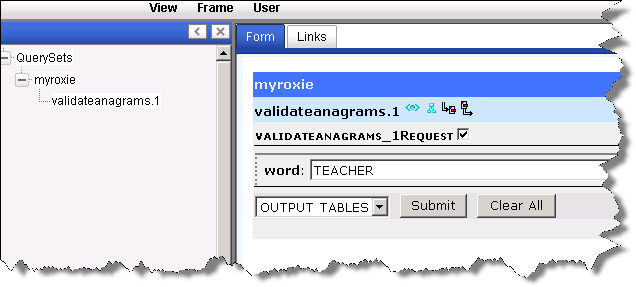 View Frame User
Form Links
QuerySets
myroxie
validateanagrams.1
myroxie
validateanagrams.1
VALIDATEANAGRAMS_1REQUEST
word: TEACHER
OUTPUT TABLES Submit Clear All